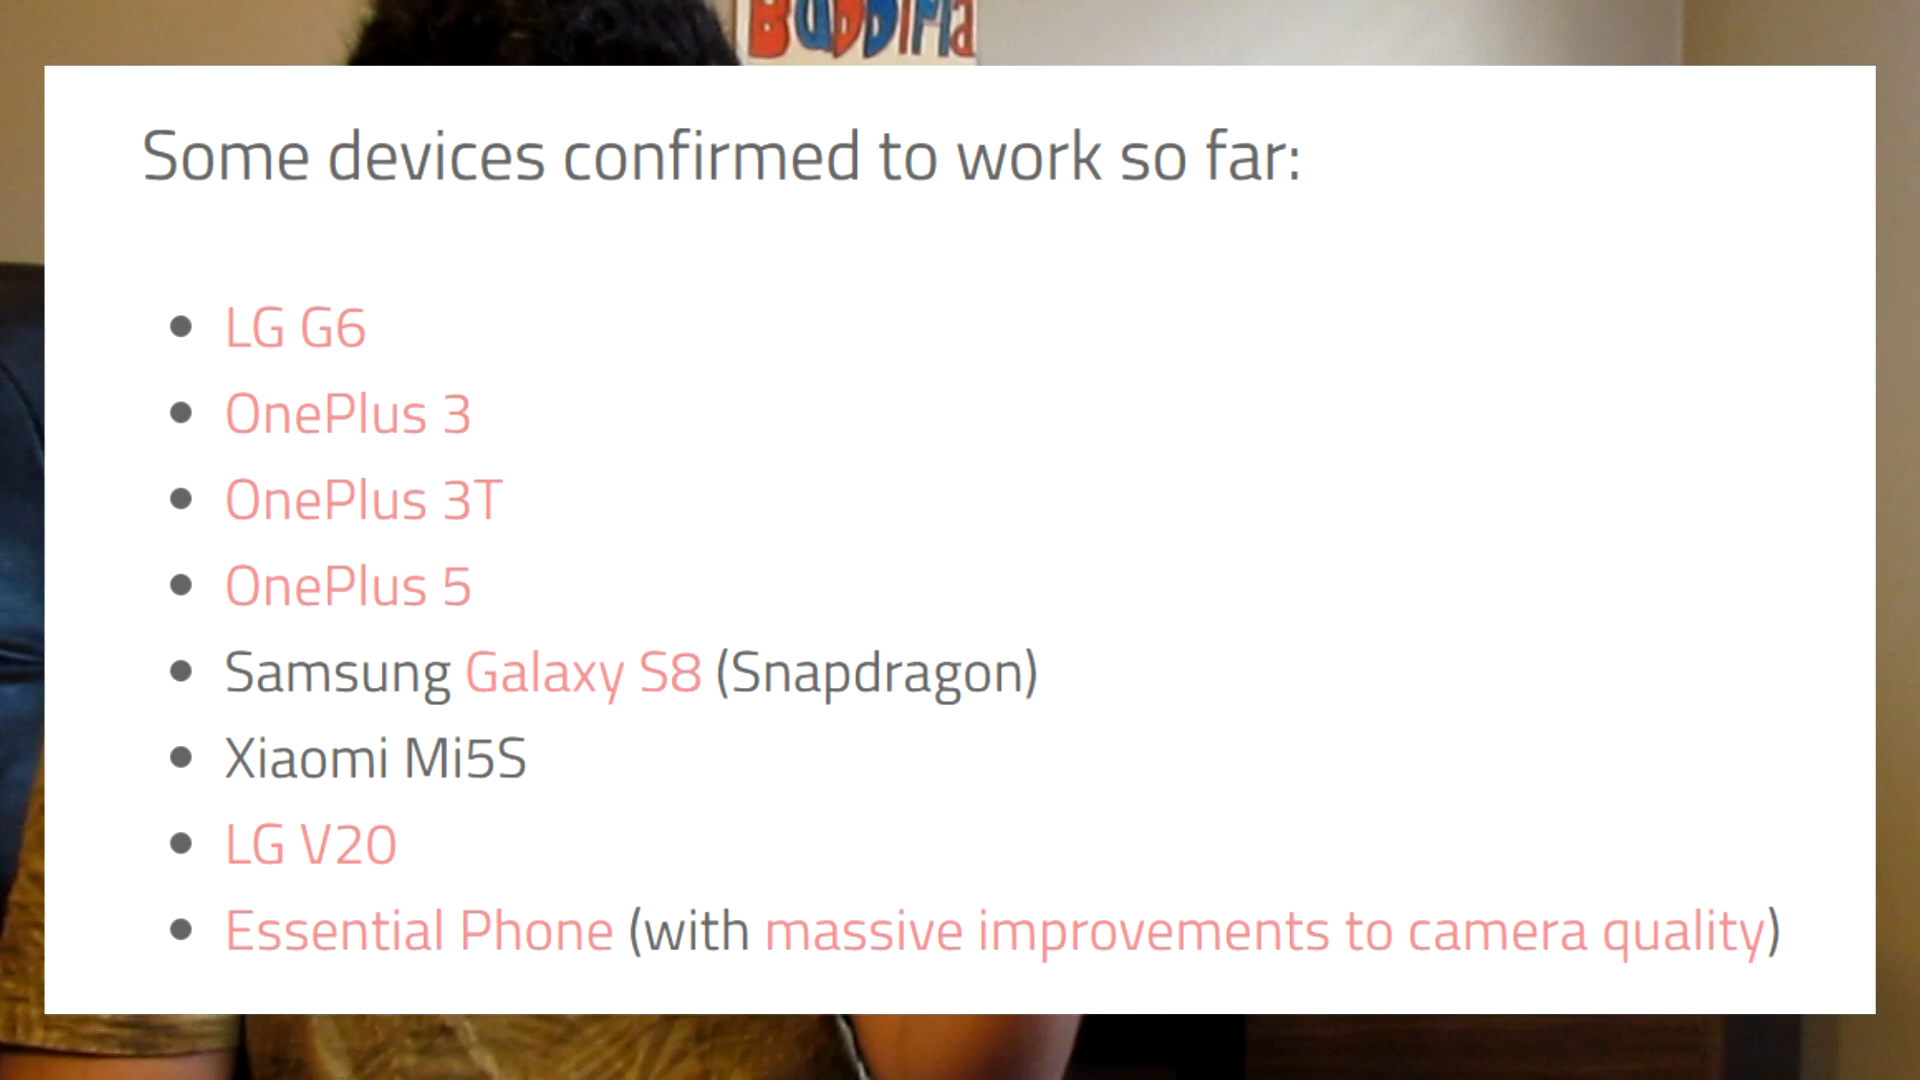 Some devices confirmed to work so far:
LG G6
OnePlus 3
OnePlus 3T
OnePlus 5
Samsung Galaxy S8 (Snapdragon)
Xiaomi Mi5S
LG V20
Essential Phone (with massive improvements to camera quality)